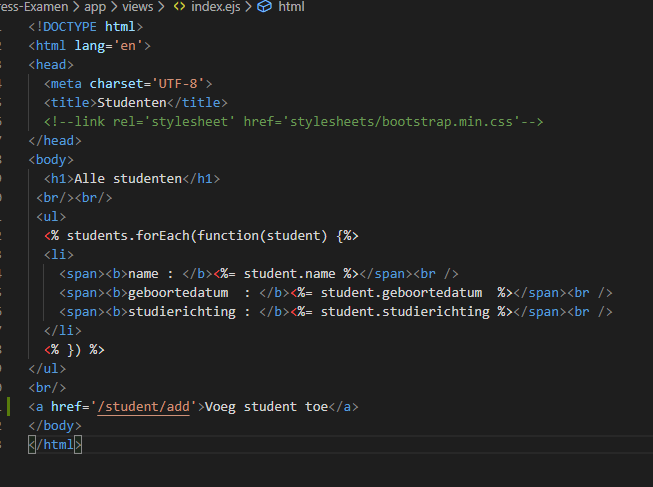 ress-Examen > app > views > <> index.ejs > html
<!DOCTYPE html>
<html lang='en'>
<head>
<meta charset='UTF-8'>
<title>Studenten</title>
<!--link rel='stylesheet' href='stylesheets/bootstrap.min.css'-->
</head>
<body>
<h1>Alle studenten</h1>
<br/><br/>
<ul>
<% students.forEach(function(student) {%>
<li>
<span><b>name : </b><%= student.name %></span><br />
<span><b>geboortedatum  : </b><%= student.geboortedatum  %></span><br />
<span><b>studierichting : </b><%= student.studierichting %></span><br />
</li>
<% }) %>
</ul>
<br/>
<a href='/student/add'>Voeg student toe</a>
</body>
</html>